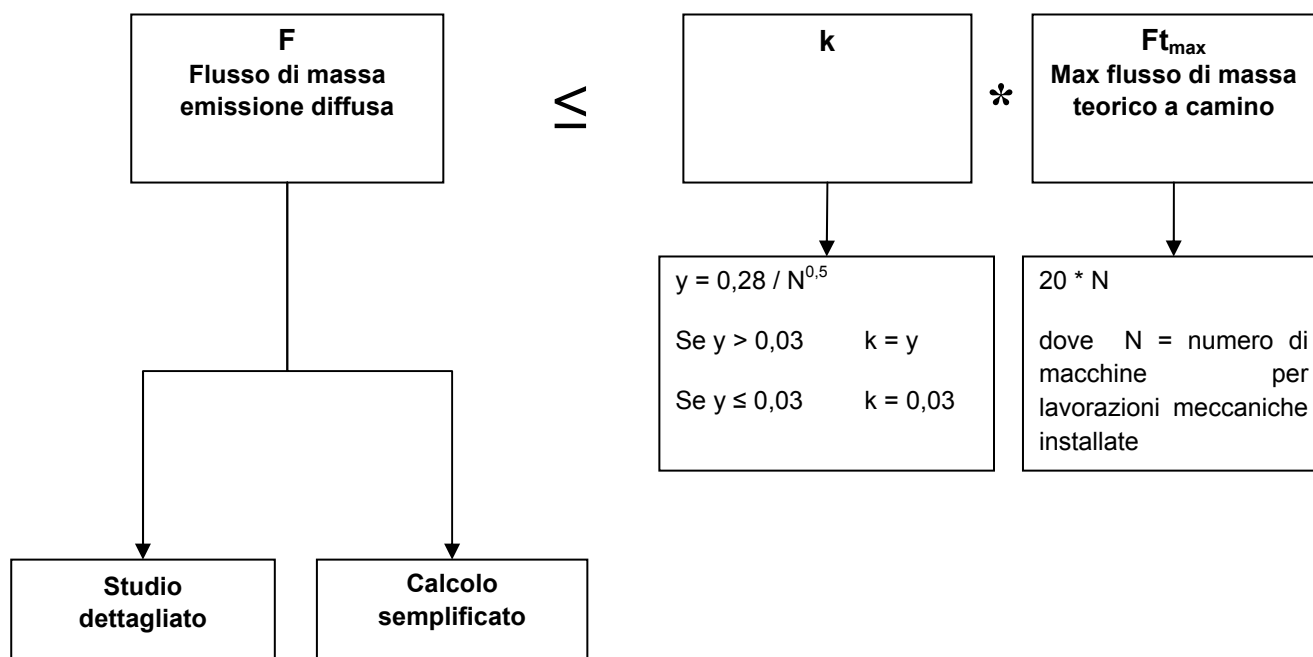 F
Flusso di massa
emissione diffusa
≤
k
*
Ft_max
Max flusso di massa
teorico a camino
y = 0,28 / N^0,5
Se y > 0,03 k = y
Se y ≤ 0,03 k = 0,03
20 * N
dove N = numero di
macchine per
lavorazioni meccaniche
installate
Studio
dettagliato
Calcolo
semplificato